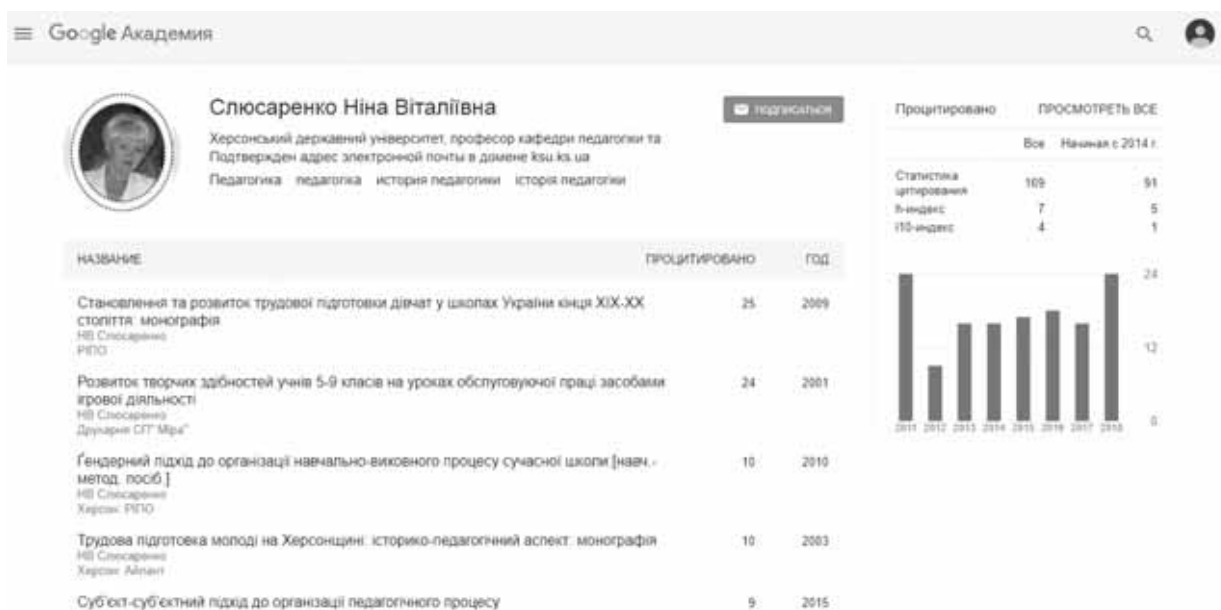 Google Академия
Слюсаренко Ніна Віталіївна
ПОДПИСАТЬСЯ
Херсонський державний університет, професор кафедри педагогіки та
Подтвержден адрес электронной почты в домене ksu.ks.ua
Педагогика педагогіка история педагогики історія педагогіки
НАЗВАНИЕ ПРОЦИТИРОВАНО ГОД
Становлення та розвиток трудової підготовки дівчат у школах України кінця XIX-XX 25 2009
століття: монографія
НВ Слюсаренко
РІПО
Розвиток творчих здібностей учнів 5-9 класів на уроках обслуговуючої праці засобами 24 2001
ігрової діяльності
НВ Слюсаренко
Друкарня СП" Міра"
Ґендерний підхід до організації навчально-виховного процесу сучасної школи:[навч.- 10 2010
метод. посіб.]
НВ Слюсаренко
Херсон: РІПО
Трудова підготовка молоді на Херсонщині: історико-педагогічний аспект: монографія 10 2003
НВ Слюсаренко
Херсон: Айлант
Суб'єкт-суб'єктний підхід до організації педагогічного процесу 9 2015
Процитировано ПРОСМОТРЕТЬ ВСЕ
Все Начиная с 2014 г.
Статистика
цитирования 109 91
h-индекс 7 5
i10-индекс 4 1
24
12
0
2011 2012 2013 2014 2015 2016 2017 2018